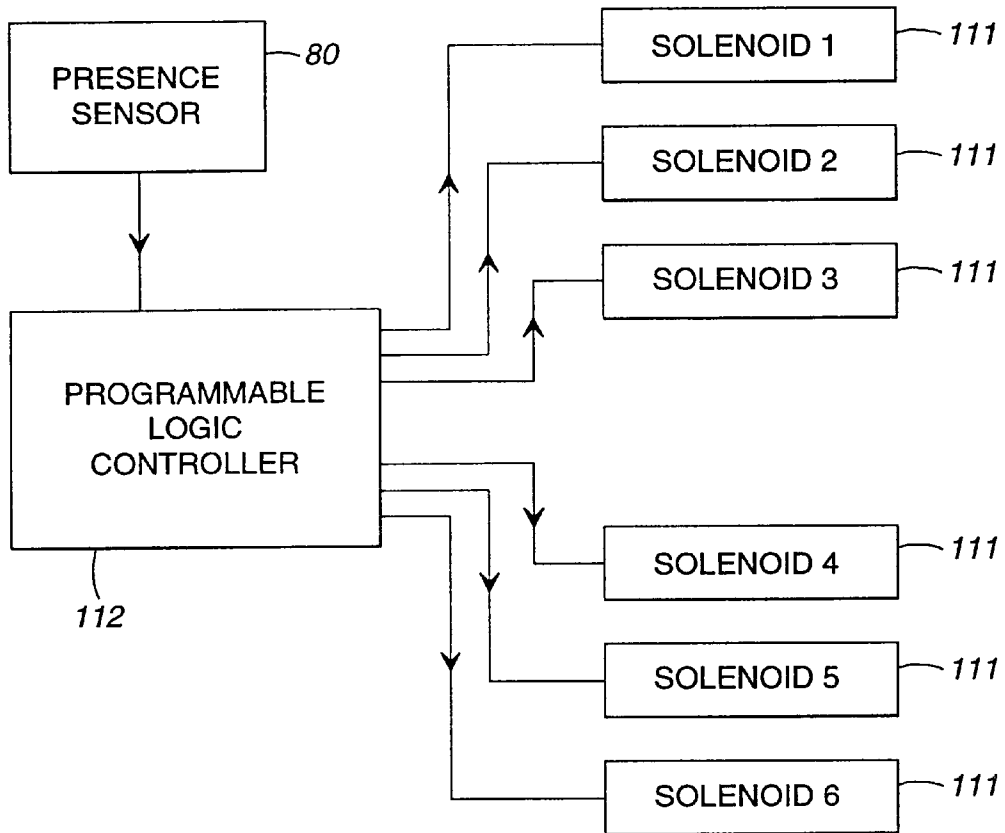 PRESENCE
SENSOR
80
PROGRAMMABLE
LOGIC
CONTROLLER
112
SOLENOID 1
111
SOLENOID 2
111
SOLENOID 3
111
SOLENOID 4
111
SOLENOID 5
111
SOLENOID 6
111